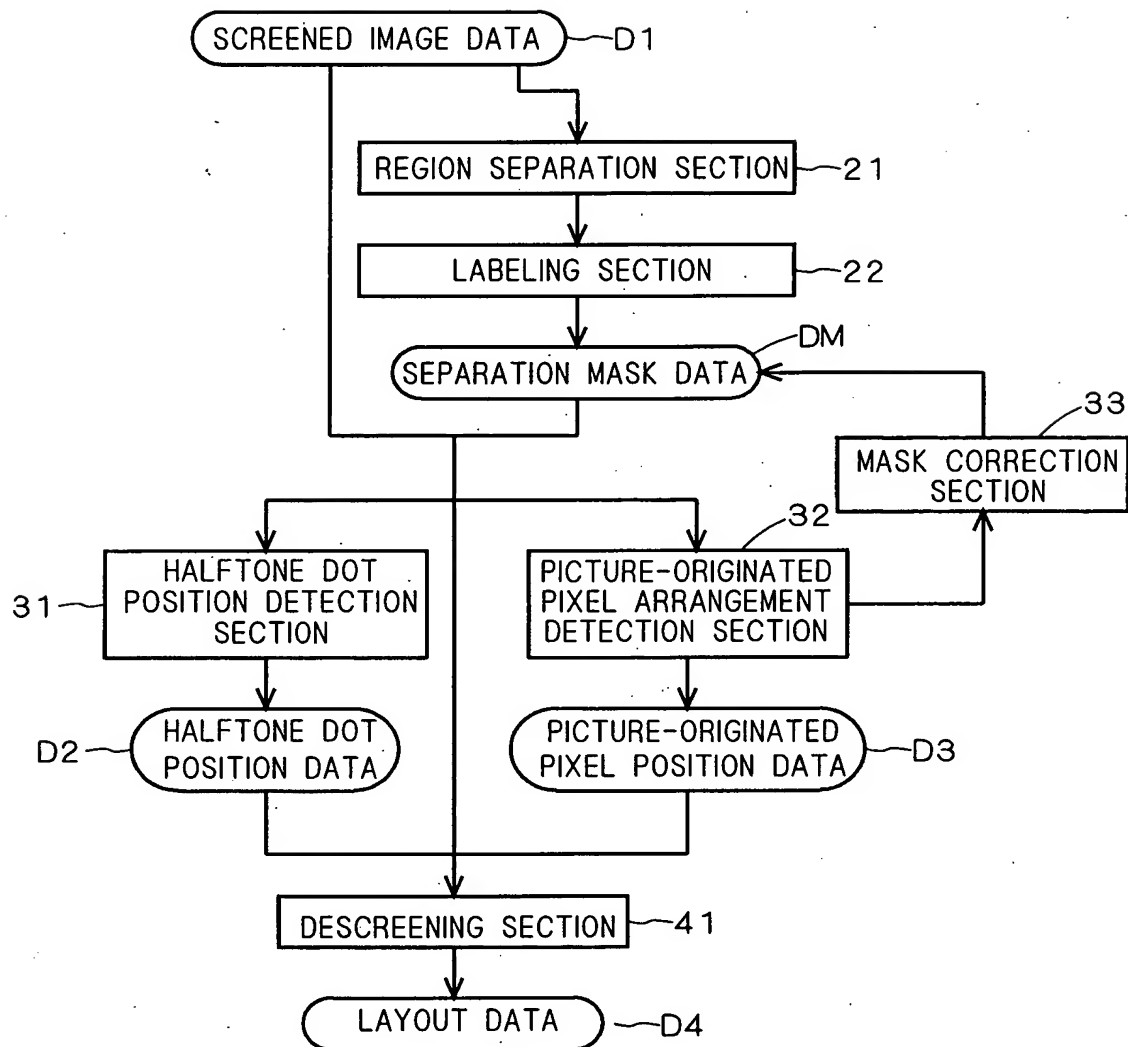 SCREENED IMAGE DATA
D1
REGION SEPARATION SECTION
21
LABELING SECTION
22
DM
SEPARATION MASK DATA
33
MASK CORRECTION
SECTION
32
HALFTONE DOT
POSITION DETECTION
SECTION
31
PICTURE-ORIGINATED
PIXEL ARRANGEMENT
DETECTION SECTION
HALFTONE DOT
POSITION DATA
D2
PICTURE-ORIGINATED
PIXEL POSITION DATA
D3
DESCREENING SECTION
41
LAYOUT DATA
D4